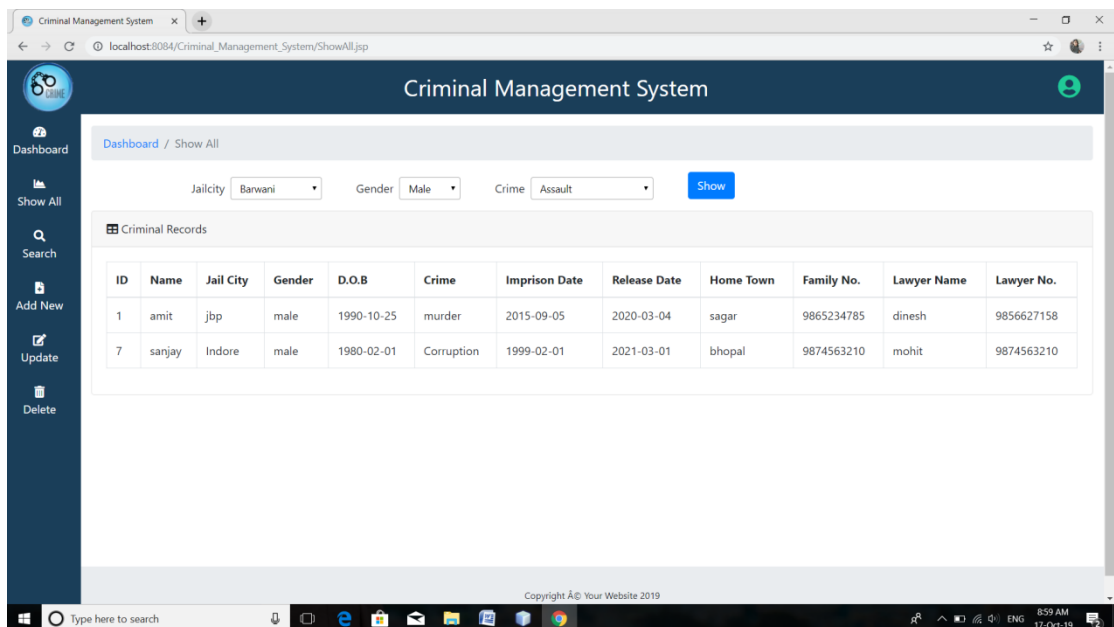 Criminal Management System
localhost:8084/Criminal_Management_System/ShowAll.jsp
CRIME
Criminal Management System
Dashboard
Show All
Search
Add New
Update
Delete
Dashboard / Show All
Jailcity Barwani Gender Male Crime Assault Show
Criminal Records
ID Name Jail City Gender D.O.B Crime Imprison Date Release Date Home Town Family No. Lawyer Name Lawyer No.
1 amit jbp male 1990-10-25 murder 2015-09-05 2020-03-04 sagar 9865234785 dinesh 9856627158
7 sanjay Indore male 1980-02-01 Corruption 1999-02-01 2021-03-01 bhopal 9874563210 mohit 9874563210
Copyright Â© Your Website 2019
Type here to search
ENG
8:59 AM
17-Oct-19